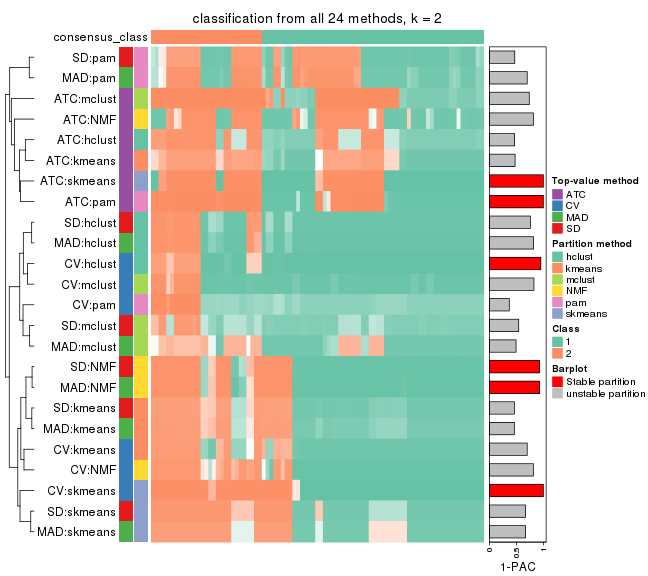 classification from all 24 methods, k = 2
consensus_class
SD:pam
MAD:pam
ATC:mclust
ATC:NMF
ATC:hclust
ATC:kmeans
ATC:skmeans
ATC:pam
SD:hclust
MAD:hclust
CV:hclust
CV:mclust
CV:pam
SD:mclust
MAD:mclust
SD:NMF
MAD:NMF
SD:kmeans
MAD:kmeans
CV:kmeans
CV:NMF
CV:skmeans
SD:skmeans
MAD:skmeans
0
0.5
1
1-PAC
Top-value method
ATC
CV
MAD
SD
Partition method
hclust
kmeans
mclust
NMF
pam
skmeans
Class
1
2
Barplot
Stable partition
unstable partition